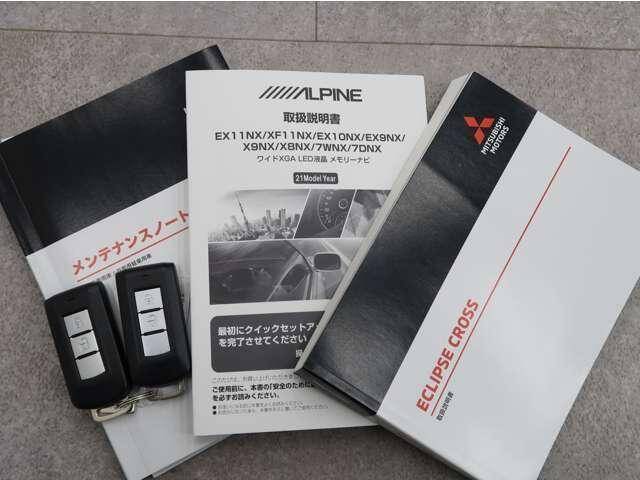 メンテナンスノート
ALPINE
取扱説明書
EX11NX/XF11NX/EX10NX/EX9NX/
X9NX/X8NX/7WNX/7DNX
ワイドXGA LED液晶 メモリーナビ
21Model Year
最初にクイックセットア
を完了させてください
ご使用前に、本書の「安全のために
を必ずお読みください。
MITSUBISHI
MOTORS
ECLIPSE CROSS
取扱説明書